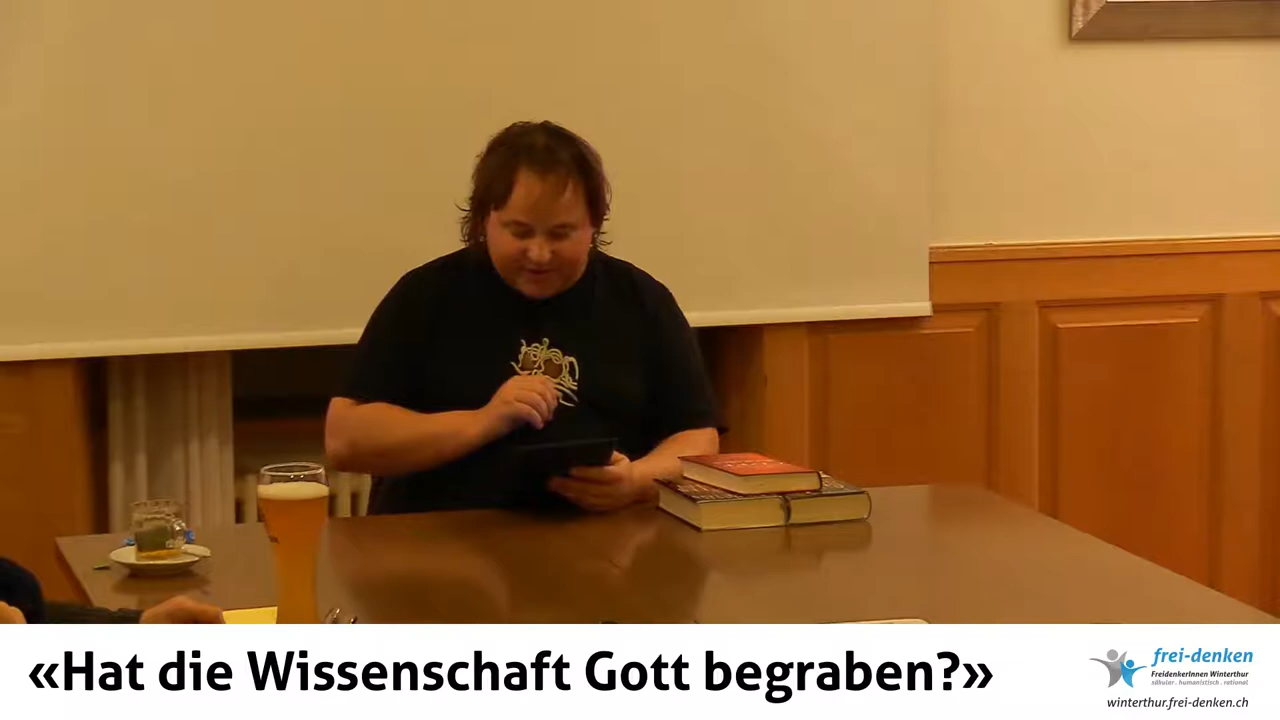 «Hat die Wissenschaft Gott begraben?»
frei-denken
FreidenkerInnen Winterthur
säkular . humanistisch . rational
winterthur.frei-denken.ch